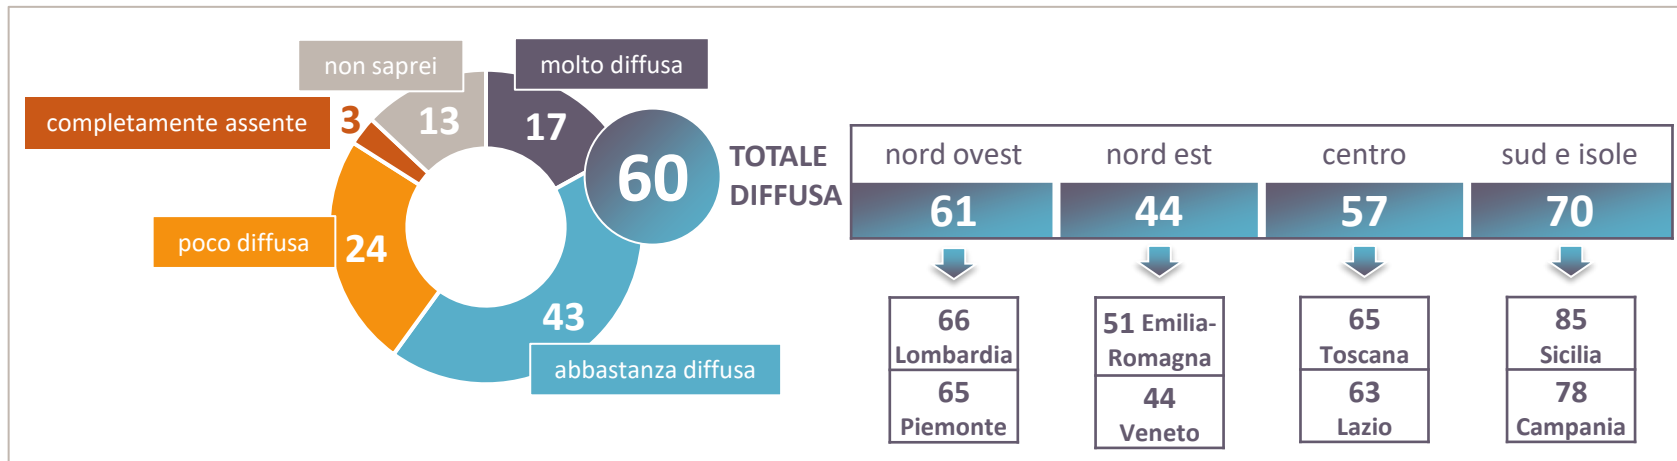 non saprei
molto diffusa
completamente assente
3
13
17
60
TOTALE
DIFFUSA
poco diffusa
24
43
abbastanza diffusa
nord ovest
nord est
centro
sud e isole
61
44
57
70
66
Lombardia
65
Piemonte
51 Emilia-
Romagna
44
Veneto
65
Toscana
63
Lazio
85
Sicilia
78
Campania